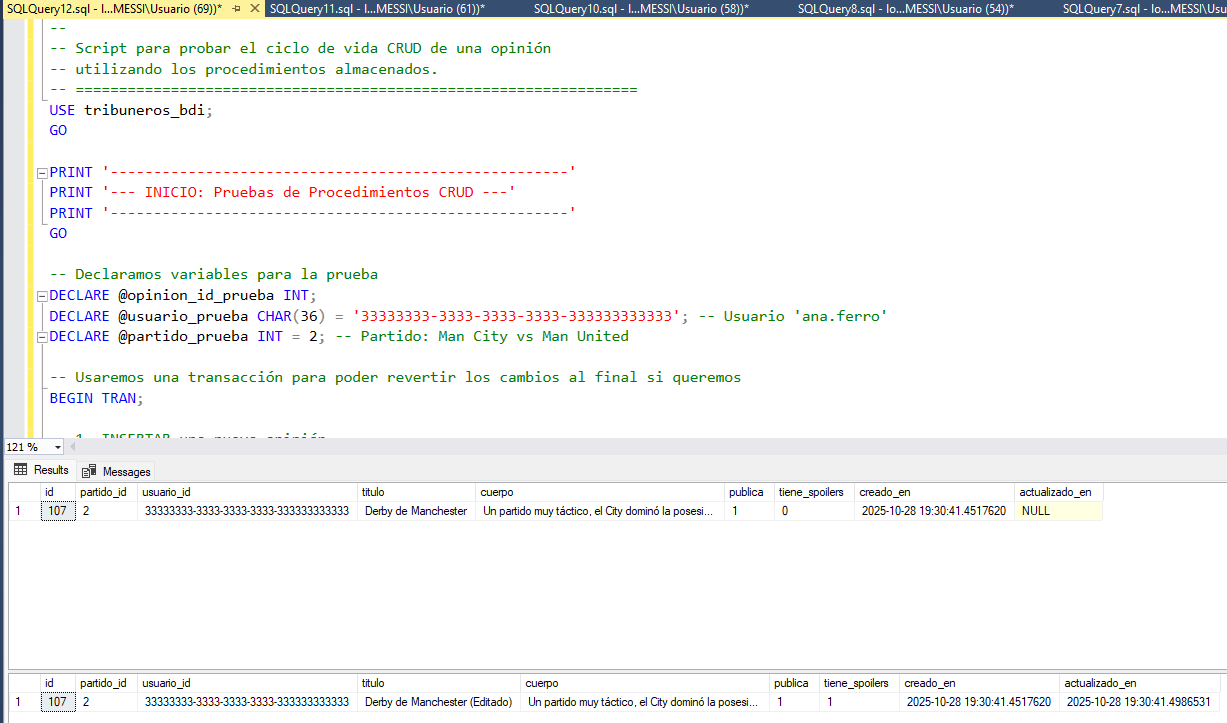 SQLQuery12.sql - I...MESSI\Usuario (69))* SQLQuery11.sql - I...MESSI\Usuario (61))* SQLQuery10.sql - I...MESSI\Usuario (58))* SQLQuery8.sql - lo...MESSI\Usuario (54))* SQLQuery7.sql - lo...MESSI\Usu
--
-- Script para probar el ciclo de vida CRUD de una opinión
-- utilizando los procedimientos almacenados.
-- =================================================================
USE tribuneros_bdi;
GO
PRINT '-----------------------------------------------------'
PRINT '--- INICIO: Pruebas de Procedimientos CRUD ---'
PRINT '-----------------------------------------------------'
GO
-- Declaramos variables para la prueba
DECLARE @opinion_id_prueba INT;
DECLARE @usuario_prueba CHAR(36) = '33333333-3333-3333-3333-333333333333'; -- Usuario 'ana.ferro'
DECLARE @partido_prueba INT = 2; -- Partido: Man City vs Man United
-- Usaremos una transacción para poder revertir los cambios al final si queremos
BEGIN TRAN;
1. INSERTAR una nueva opinión
121 %
Results Messages
id partido_id usuario_id titulo cuerpo publica tiene_spoilers creado_en actualizado_en
1 107 2 33333333-3333-3333-3333-333333333333 Derby de Manchester Un partido muy táctico, el City dominó la posesi... 1 0 2025-10-28 19:30:41.4517620 NULL
id partido_id usuario_id titulo cuerpo publica tiene_spoilers creado_en actualizado_en
1 107 2 33333333-3333-3333-3333-333333333333 Derby de Manchester (Editado) Un partido muy táctico, el City dominó la posesi... 1 1 2025-10-28 19:30:41.4517620 2025-10-28 19:30:41.4986531